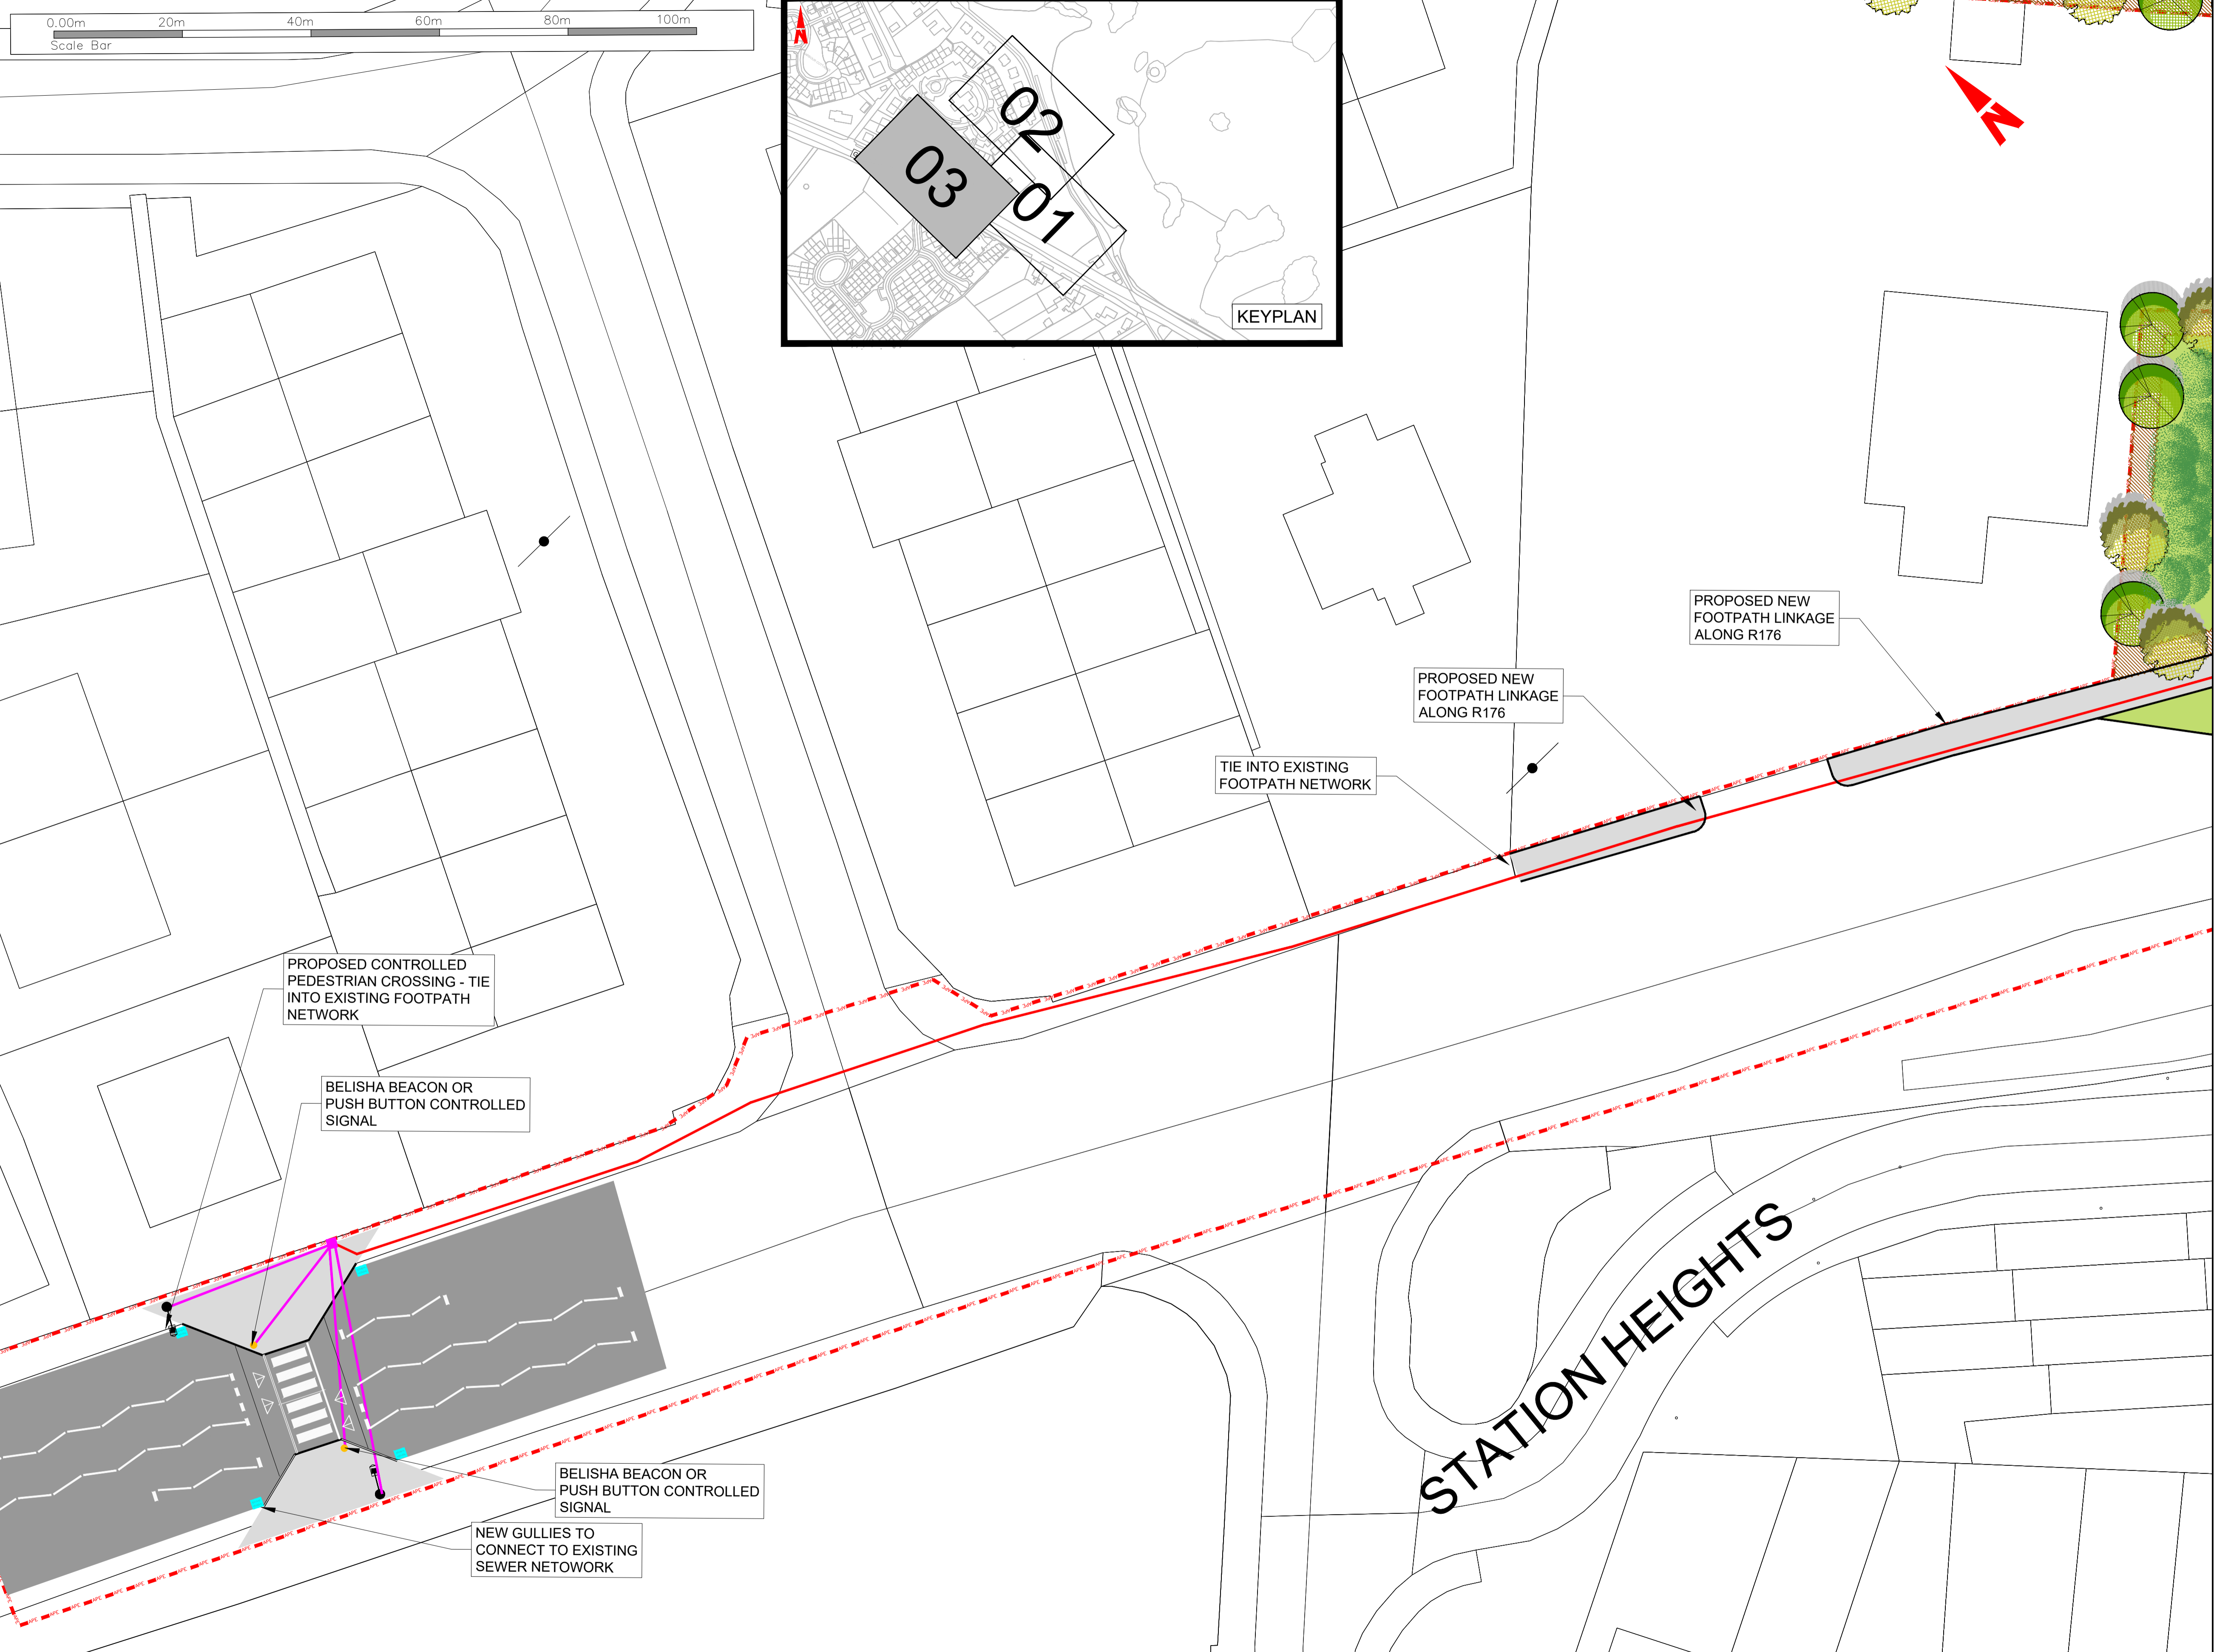 0.00m 20m 40m 60m 80m 100m
Scale Bar
N
02
03
01
KEYPLAN
N
PROPOSED NEW
FOOTPATH LINKAGE
ALONG R176
PROPOSED NEW
FOOTPATH LINKAGE
ALONG R176
TIE INTO EXISTING
FOOTPATH NETWORK
PROPOSED CONTROLLED
PEDESTRIAN CROSSING - TIE
INTO EXISTING FOOTPATH
NETWORK
BELISHA BEACON OR
PUSH BUTTON CONTROLLED
SIGNAL
STATION HEIGHTS
BELISHA BEACON OR
PUSH BUTTON CONTROLLED
SIGNAL
NEW GULLIES TO
CONNECT TO EXISTING
SEWER NETOWORK